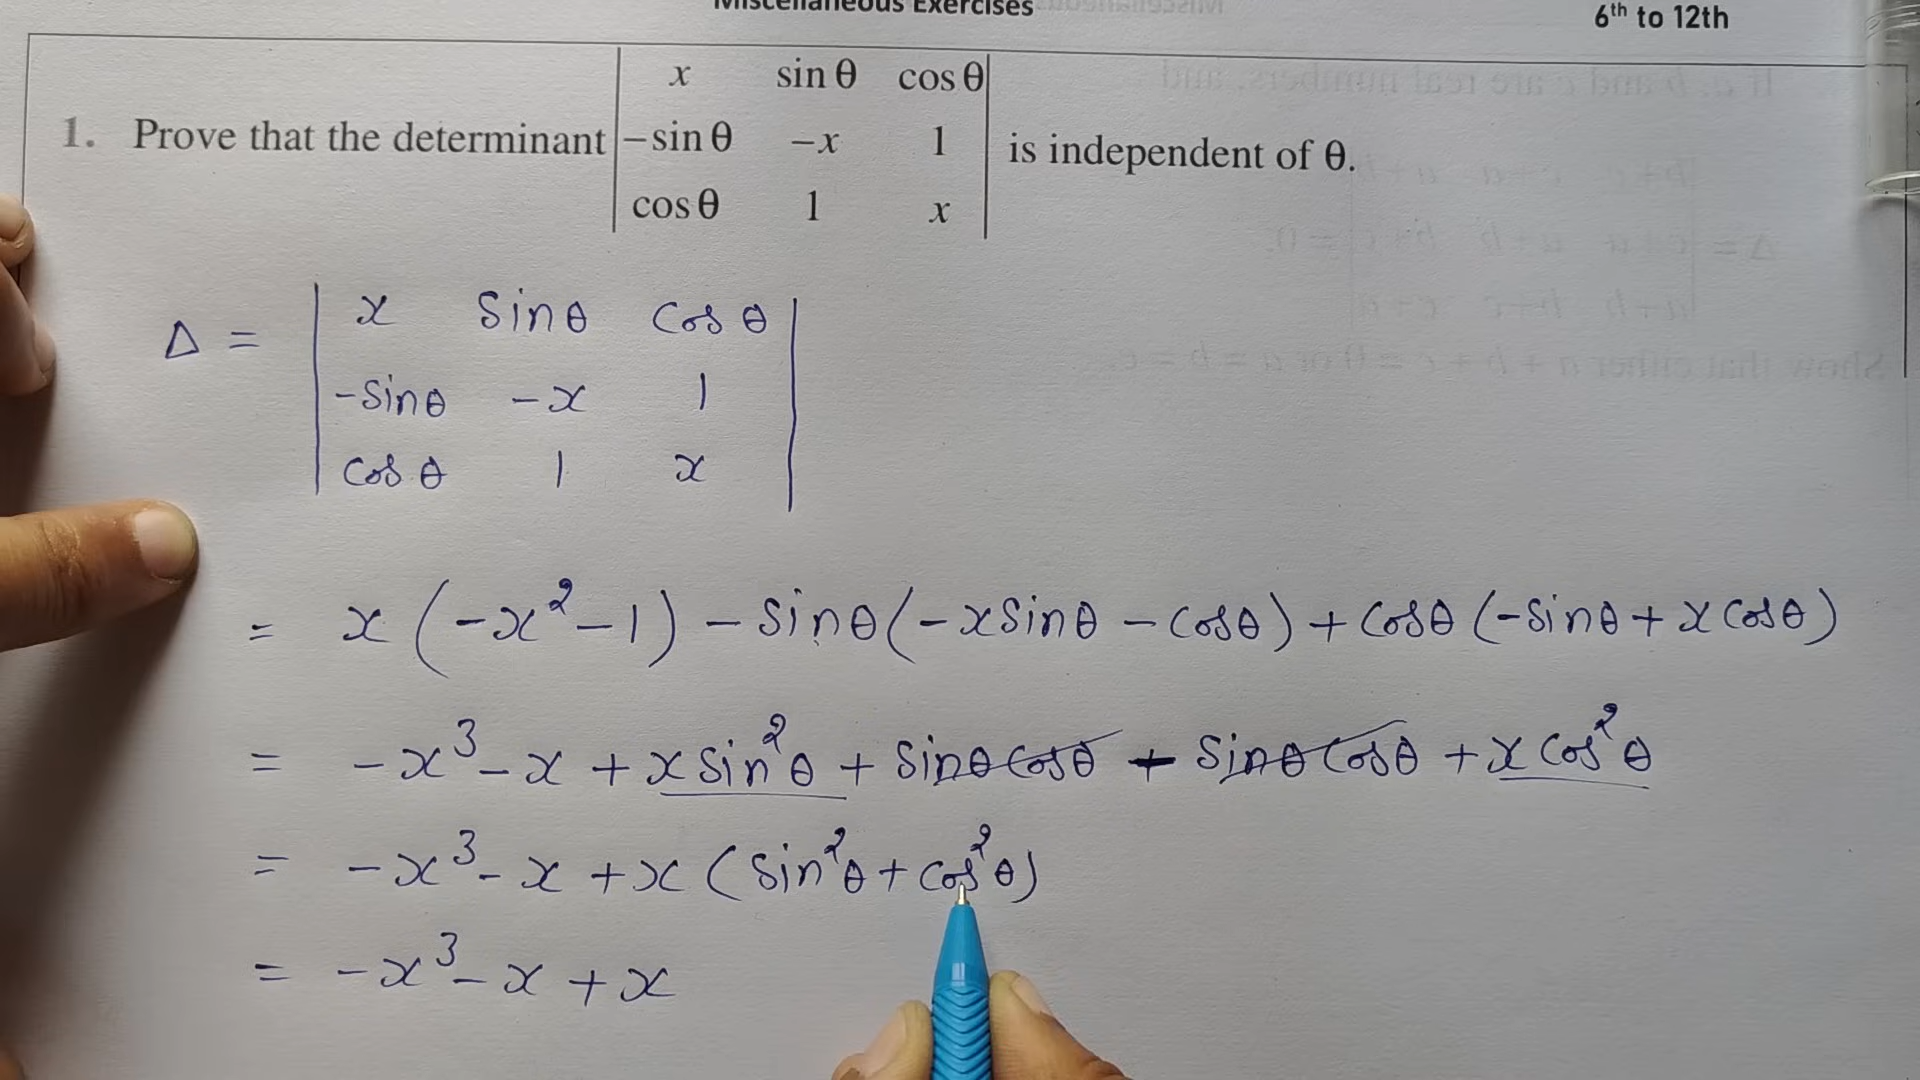 Miscellaneous Exercises
6th to 12th
1. Prove that the determinant | x sin θ cos θ |
| −sin θ −x 1 | is independent of θ.
| cos θ 1 x |
Δ = | x Sinθ Cos θ |
| -Sinθ -x 1 |
| Cos θ 1 x |
= x (-x² - 1) - Sinθ (-x Sinθ - Cosθ) + Cosθ (-Sinθ + x Cosθ)
= -x³ - x + x Sin²θ + Sinθ Cosθ - Sinθ Cosθ + x Cos²θ
= -x³ - x + x (Sin²θ + Cos²θ)
= -x³ - x + x